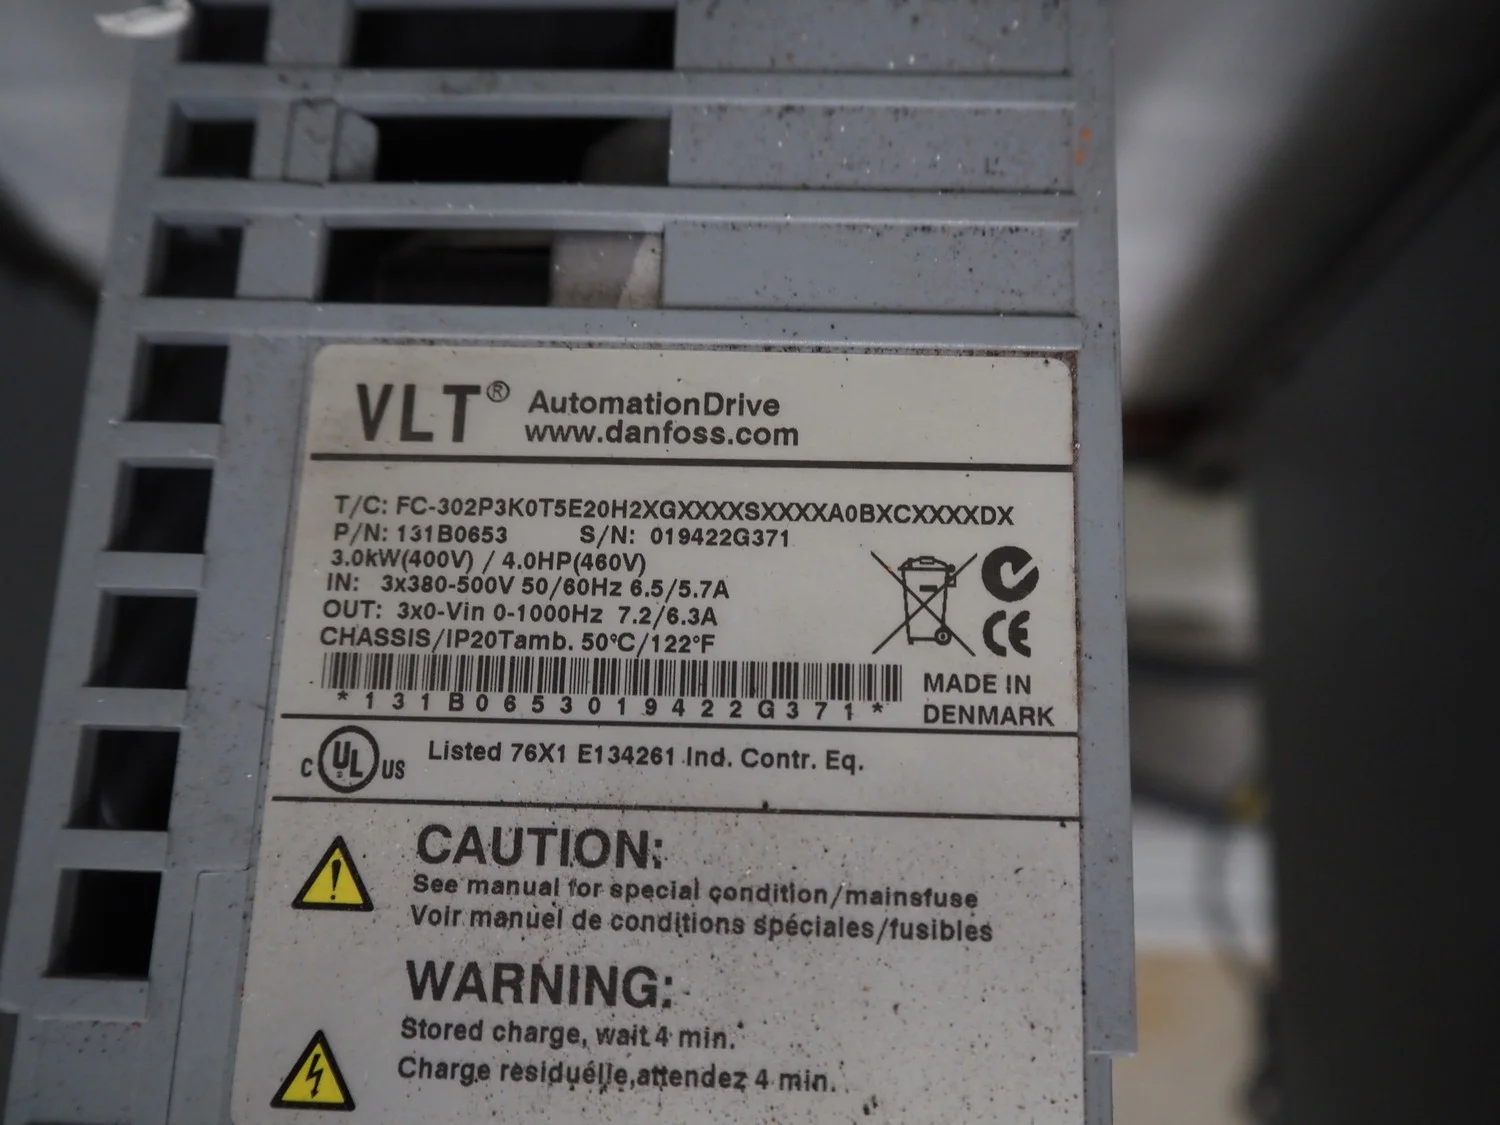 VLT® AutomationDrive
www.danfoss.com
T/C: FC-302P3K0T5E20H2XGXXXXSXXXXA0BXCXXXXDX
P/N: 131B0653 S/N: 019422G371
3.0kW(400V) / 4.0HP(460V)
IN: 3x380-500V 50/60Hz 6.5/5.7A
OUT: 3x0-Vin 0-1000Hz 7.2/6.3A
CHASSIS/IP20Tamb. 50°C/122°F
*131B0653019422G371*
CE
MADE IN
DENMARK
C UL US Listed 76X1 E134261 Ind. Contr. Eq.
CAUTION:
See manual for special condition/mainsfuse
Voir manuel de conditions spéciales/fusibles
WARNING:
Stored charge, wait 4 min.
Charge résiduélle,attendez 4 min.